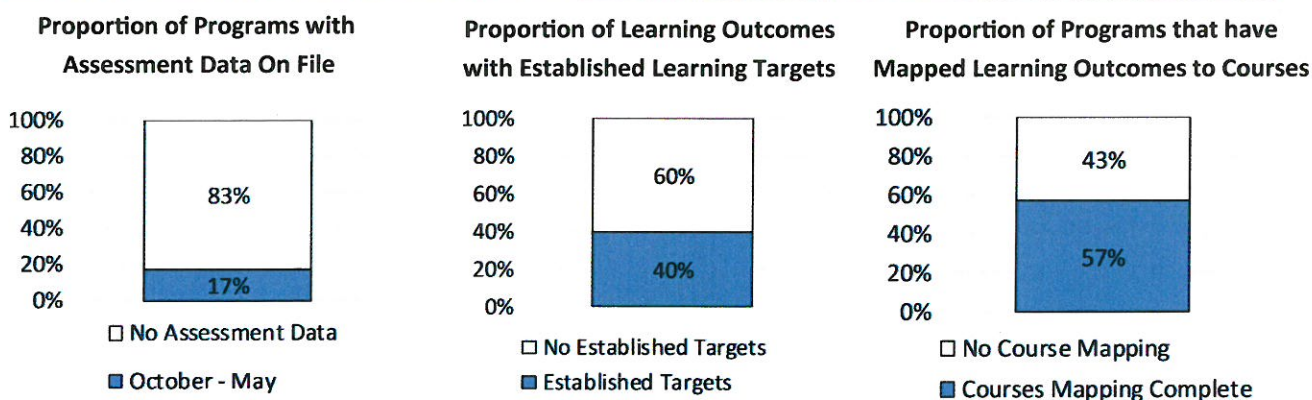 Proportion of Programs with
Assessment Data On File
100%
80%
60%
40%
20%
0%
83%
17%
No Assessment Data
October - May
Proportion of Learning Outcomes
with Established Learning Targets
100%
80%
60%
40%
20%
0%
60%
40%
No Established Targets
Established Targets
Proportion of Programs that have
Mapped Learning Outcomes to Courses
100%
80%
60%
40%
20%
0%
43%
57%
No Course Mapping
Courses Mapping Complete